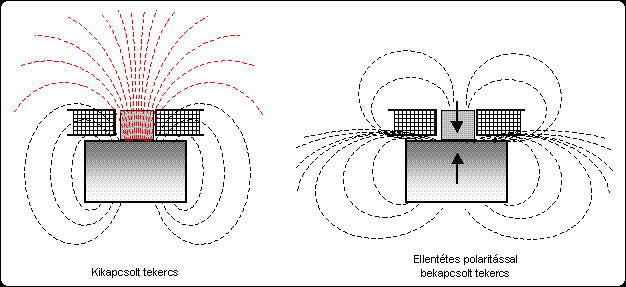 Kikapcsolt tekercs
Ellentétes polaritással
bekapcsolt tekercs